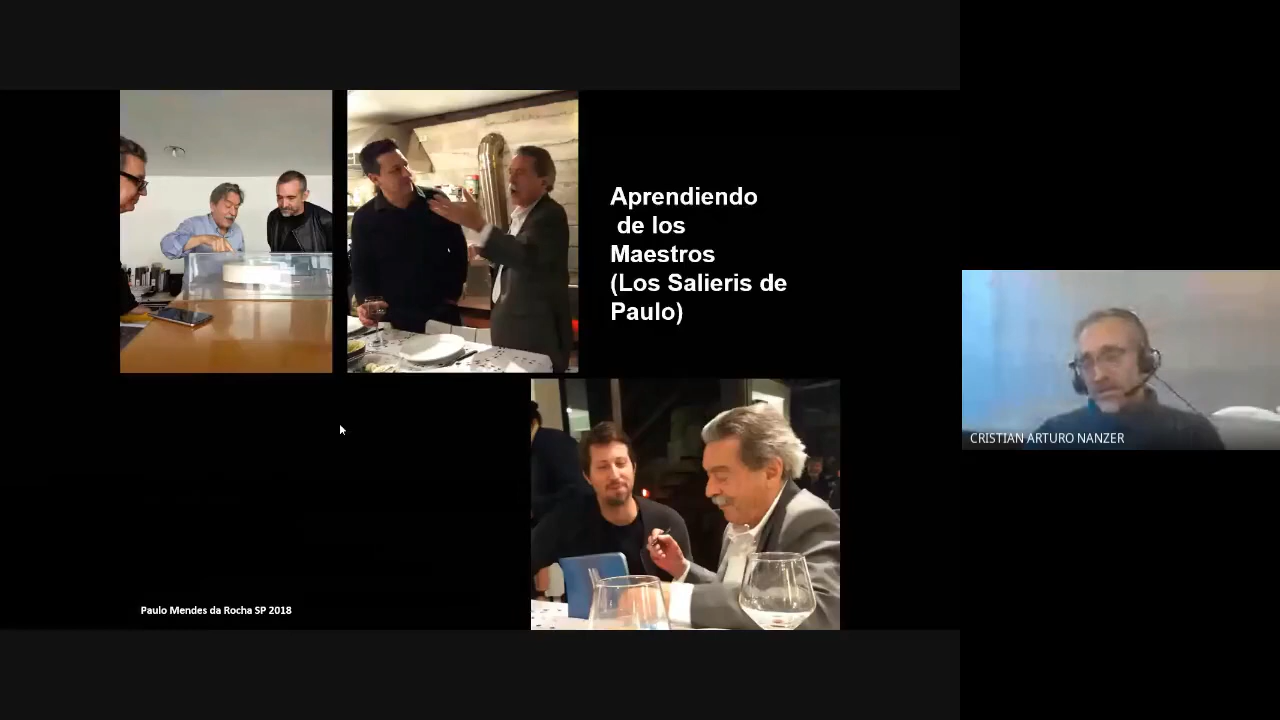 Aprendiendo
de los
Maestros
(Los Salieris de
Paulo)
CRISTIAN ARTURO NANZER
Paulo Mendes da Rocha SP 2018